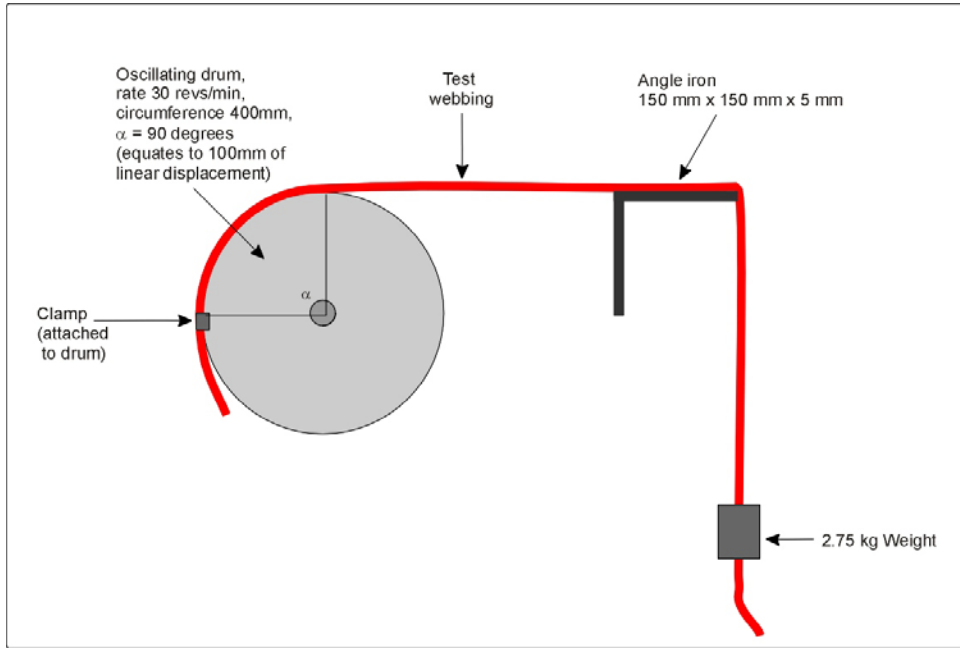 Oscillating drum,
rate 30 revs/min,
circumference 400mm,
α = 90 degrees
(equates to 100mm of
linear displacement)
Test
webbing
Angle iron
150 mm x 150 mm x 5 mm
α
Clamp
(attached
to drum)
2.75 kg Weight